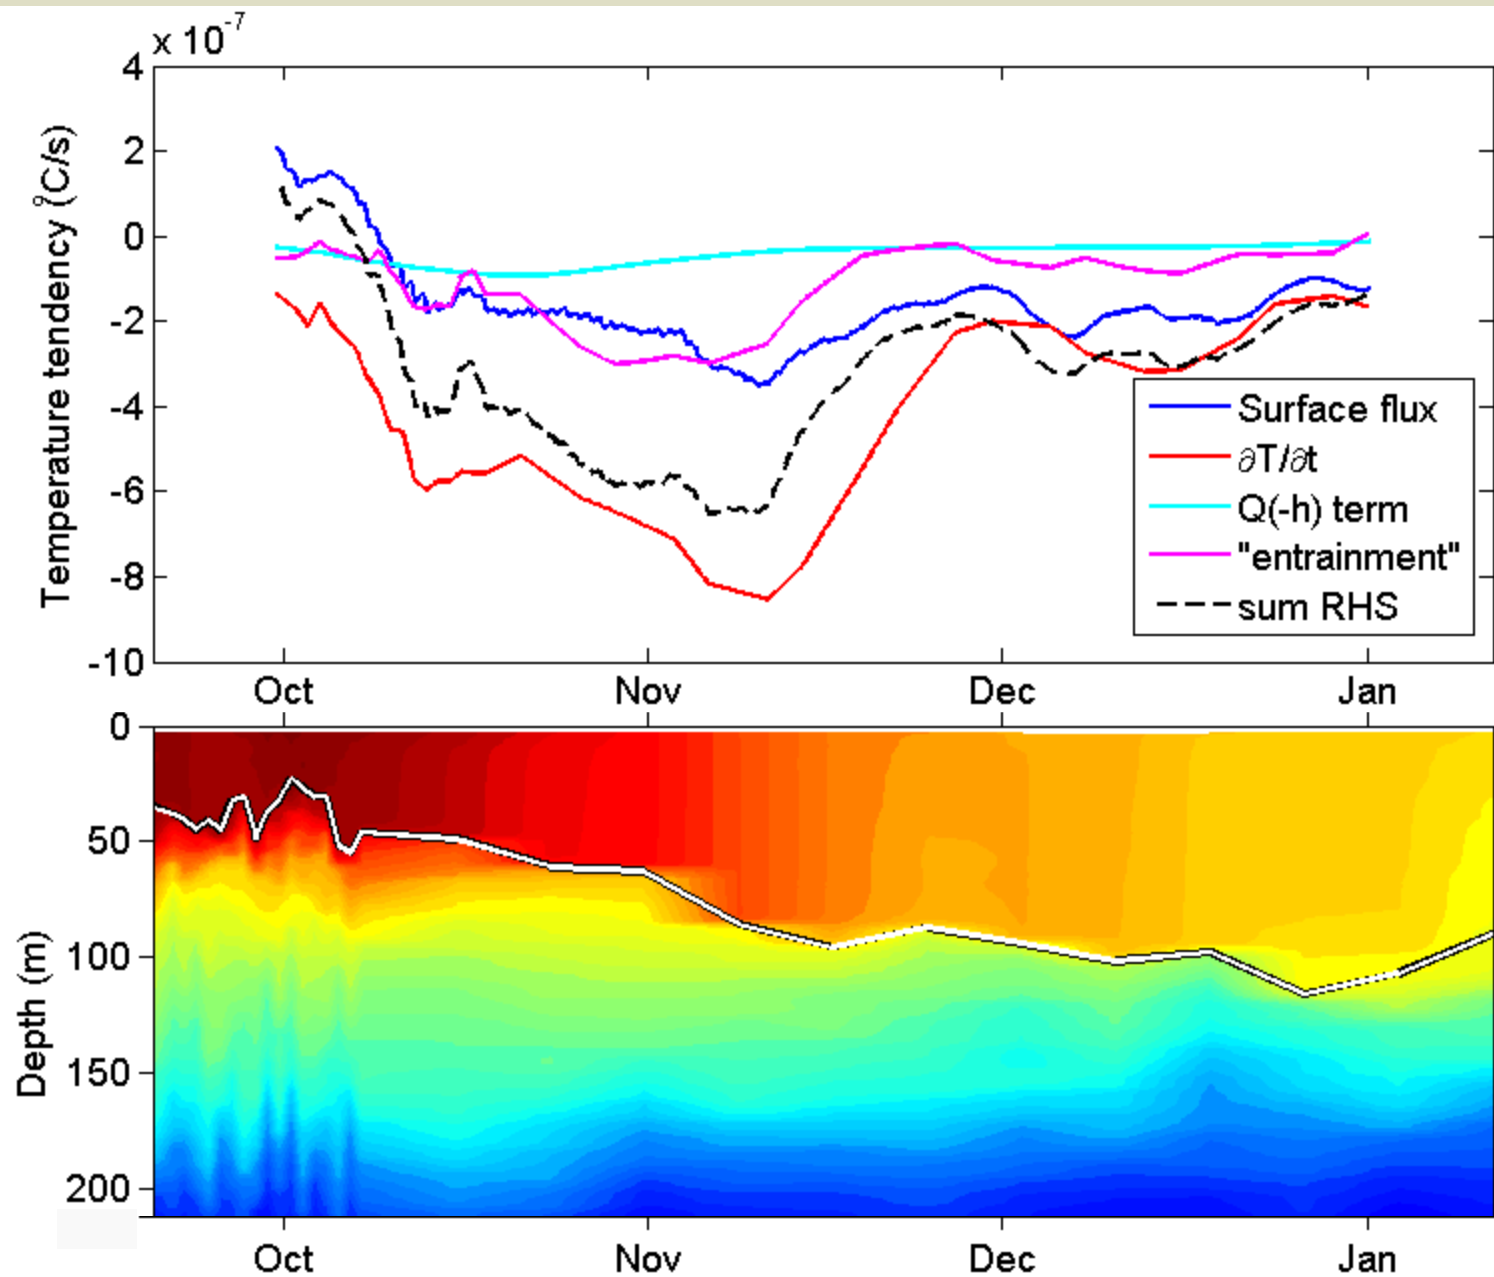 x 10-7
4
2
0
-2
-4
-6
-8
-10
Temperature tendency (°C/s)
Surface flux
∂T/∂t
Q(-h) term
"entrainment"
sum RHS
Oct Nov Dec Jan
0
50
100
150
200
Depth (m)
Oct Nov Dec Jan